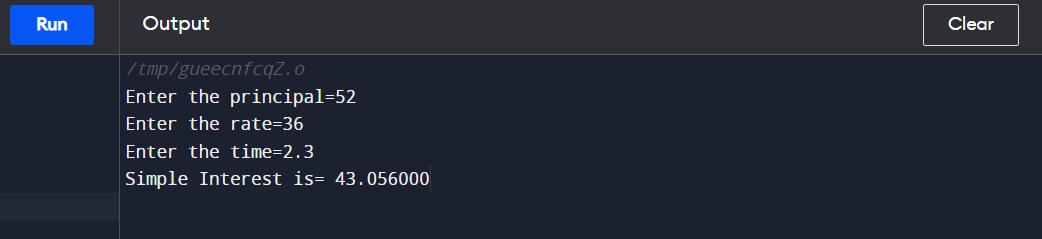 Run Output Clear
/tmp/gueecnfcqZ.o
Enter the principal=52
Enter the rate=36
Enter the time=2.3
Simple Interest is= 43.056000